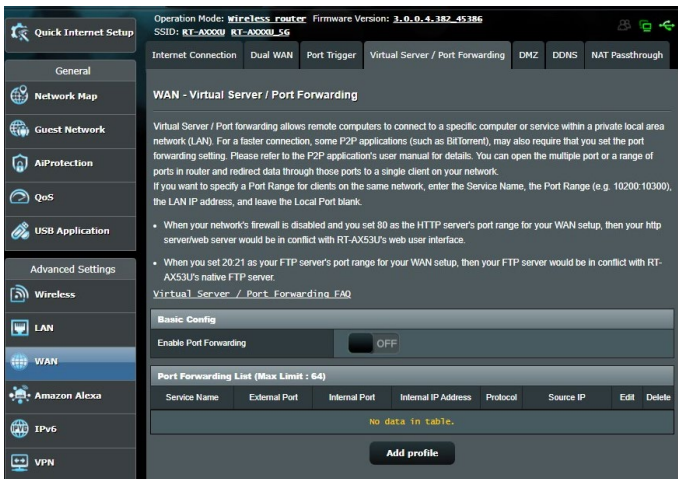 Quick Internet Setup
General
Network Map
Guest Network
AiProtection
QoS
USB Application
Advanced Settings
Wireless
LAN
WAN
Amazon Alexa
IPv6
VPN
Operation Mode: Wireless router Firmware Version: 3.0.0.4.382_45386
SSID: RT-AXXXU RT-AXXXU_5G
Internet Connection Dual WAN Port Trigger Virtual Server / Port Forwarding DMZ DDNS NAT Passthrough
WAN - Virtual Server / Port Forwarding
Virtual Server / Port forwarding allows remote computers to connect to a specific computer or service within a private local area
network (LAN). For a faster connection, some P2P applications (such as BitTorrent), may also require that you set the port
forwarding setting. Please refer to the P2P application's user manual for details. You can open the multiple port or a range of
ports in router and redirect data through those ports to a single client on your network.
If you want to specify a Port Range for clients on the same network, enter the Service Name, the Port Range (e.g. 10200:10300),
the LAN IP address, and leave the Local Port blank.
• When your network's firewall is disabled and you set 80 as the HTTP server's port range for your WAN setup, then your http
server/web server would be in conflict with RT-AX53U's web user interface.
• When you set 20:21 as your FTP server's port range for your WAN setup, then your FTP server would be in conflict with RT-
AX53U's native FTP server.
Virtual Server / Port Forwarding FAQ
Basic Config
Enable Port Forwarding OFF
Port Forwarding List (Max Limit : 64)
Service Name External Port Internal Port Internal IP Address Protocol Source IP Edit Delete
No data in table.
Add profile